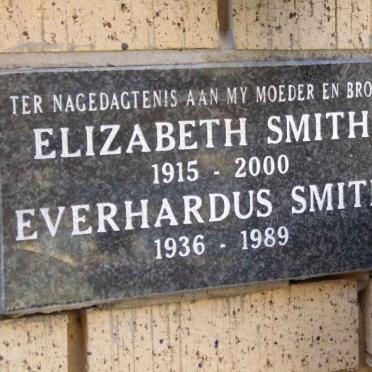 TER NAGEDAGTENIS AAN MY MOEDER EN BRO
ELIZABETH SMITH
1915 - 2000
EVERHARDUS SMIT
1936 - 1989